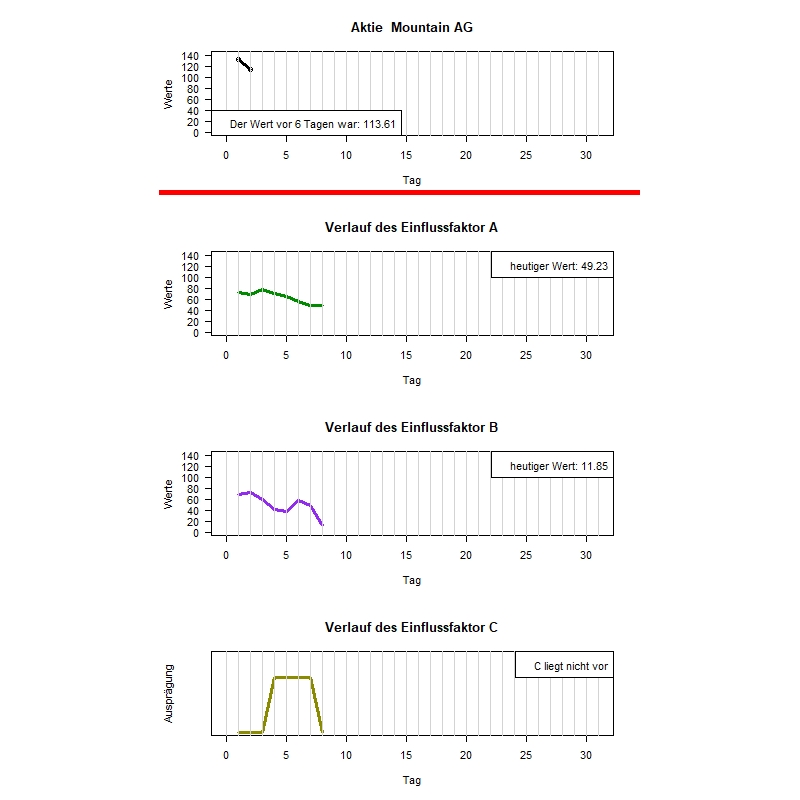 Aktie  Mountain AG
140
120
100
80
60
40
20
0
Werte
Der Wert vor 6 Tagen war: 113.61
0 5 10 15 20 25 30
Tag
Verlauf des Einflussfaktor A
140
120
100
80
60
40
20
0
Werte
heutiger Wert: 49.23
0 5 10 15 20 25 30
Tag
Verlauf des Einflussfaktor B
140
120
100
80
60
40
20
0
Werte
heutiger Wert: 11.85
0 5 10 15 20 25 30
Tag
Verlauf des Einflussfaktor C
Ausprägung
C liegt nicht vor
0 5 10 15 20 25 30
Tag